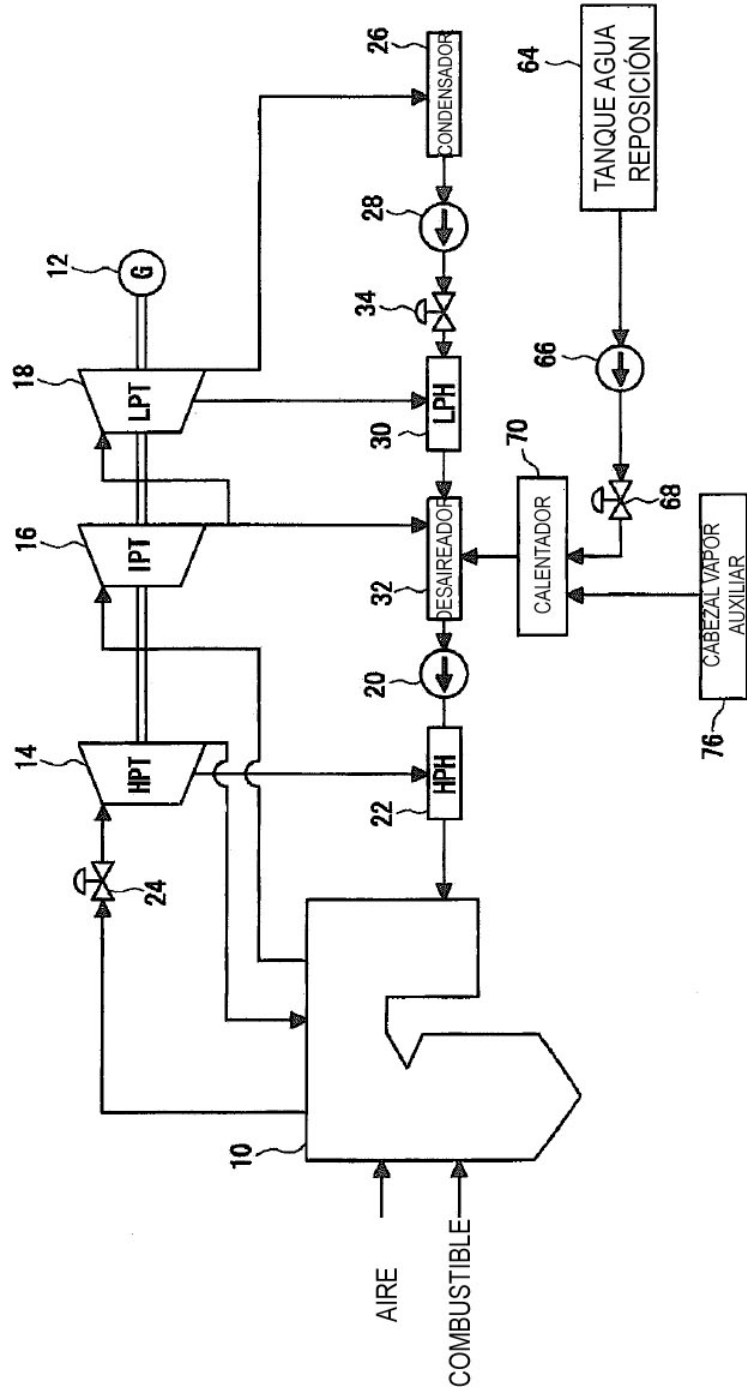 12
G
18
LPT
16
IPT
14
HPT
24
26
CONDENSADOR
28
34
LPH
30
DESAIREADOR
32
20
HPH
22
10
AIRE
COMBUSTIBLE
64
TANQUE AGUA
REPOSICIÓN
66
68
70
CALENTADOR
CABEZAL VAPOR
AUXILIAR
76